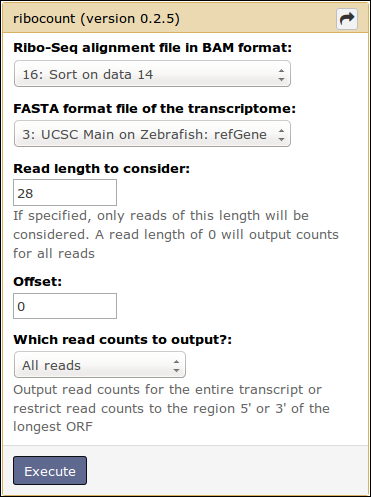 ribocount (version 0.2.5)
Ribo-Seq alignment file in BAM format:
16: Sort on data 14
FASTA format file of the transcriptome:
3: UCSC Main on Zebrafish: refGene
Read length to consider:
28
If specified, only reads of this length will be
considered. A read length of 0 will output counts
for all reads
Offset:
0
Which read counts to output?:
All reads
Output read counts for the entire transcript or
restrict read counts to the region 5' or 3' of the
longest ORF
Execute